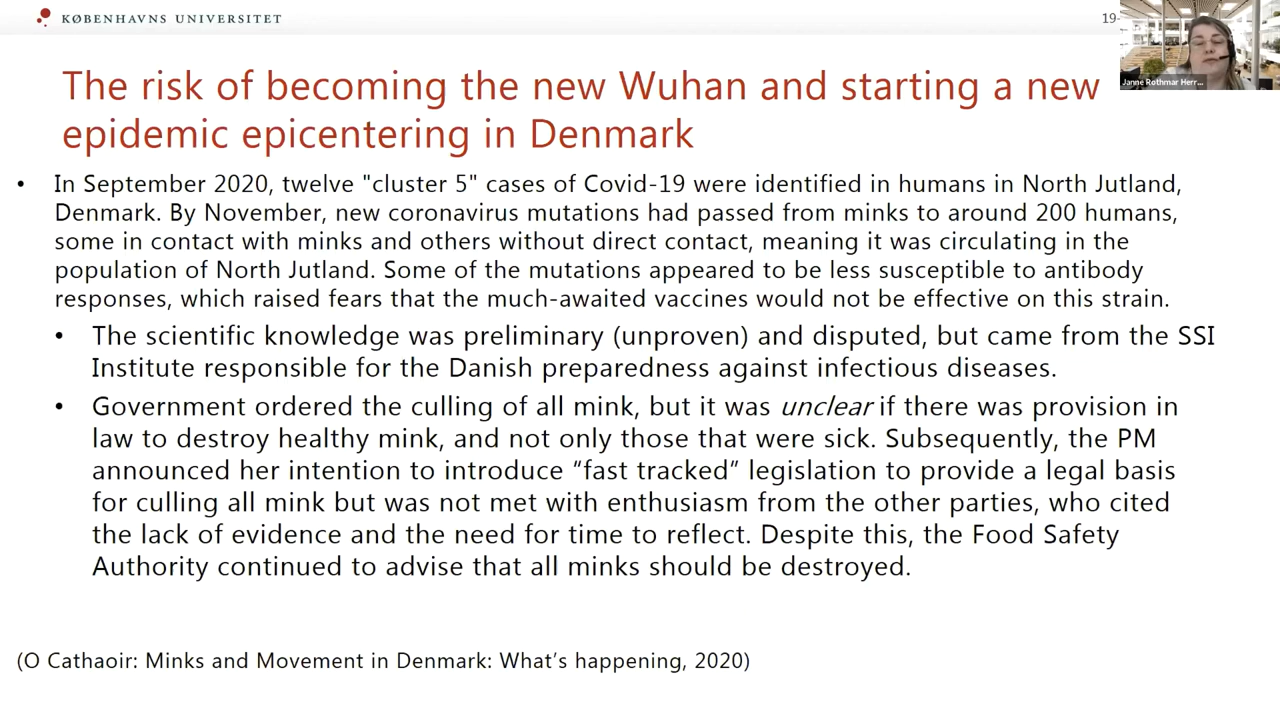 KØBENHAVNS UNIVERSITET
19-
Janne Rothmar Herr...
The risk of becoming the new Wuhan and starting a new
epidemic epicentering in Denmark
• In September 2020, twelve "cluster 5" cases of Covid-19 were identified in humans in North Jutland,
Denmark. By November, new coronavirus mutations had passed from minks to around 200 humans,
some in contact with minks and others without direct contact, meaning it was circulating in the
population of North Jutland. Some of the mutations appeared to be less susceptible to antibody
responses, which raised fears that the much-awaited vaccines would not be effective on this strain.
• The scientific knowledge was preliminary (unproven) and disputed, but came from the SSI
Institute responsible for the Danish preparedness against infectious diseases.
• Government ordered the culling of all mink, but it was unclear if there was provision in
law to destroy healthy mink, and not only those that were sick. Subsequently, the PM
announced her intention to introduce “fast tracked” legislation to provide a legal basis
for culling all mink but was not met with enthusiasm from the other parties, who cited
the lack of evidence and the need for time to reflect. Despite this, the Food Safety
Authority continued to advise that all minks should be destroyed.
(O Cathaoir: Minks and Movement in Denmark: What’s happening, 2020)